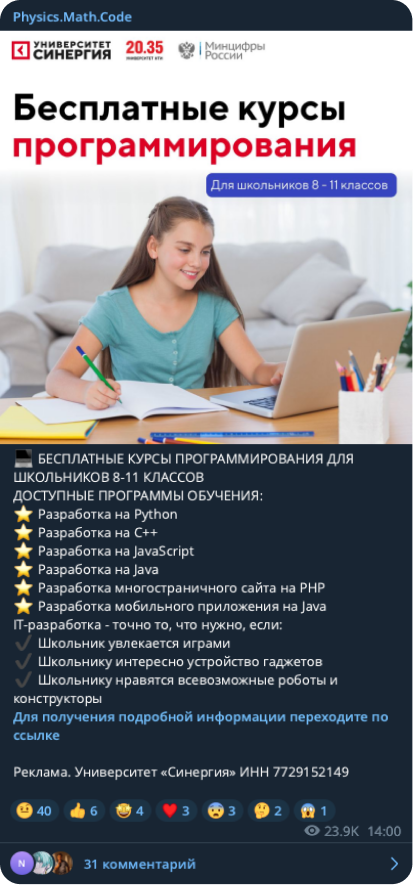 Physics.Math.Code
УНИВЕРСИТЕТ
СИНЕРГИЯ
20.35
УНИВЕРСИТЕТ НТИ
Минцифры
России
Бесплатные курсы
программирования
Для школьников 8 - 11 классов
БЕСПЛАТНЫЕ КУРСЫ ПРОГРАММИРОВАНИЯ ДЛЯ
ШКОЛЬНИКОВ 8-11 КЛАССОВ
ДОСТУПНЫЕ ПРОГРАММЫ ОБУЧЕНИЯ:
⭐ Разработка на Python
⭐ Разработка на C++
⭐ Разработка на JavaScript
⭐ Разработка на Java
⭐ Разработка многостраничного сайта на PHP
⭐ Разработка мобильного приложения на Java
IT-разработка - точно то, что нужно, если:
✔ Школьник увлекается играми
✔ Школьнику интересно устройство гаджетов
✔ Школьнику нравятся всевозможные роботы и
конструкторы
Для получения подробной информации переходите по
ссылке
Реклама. Университет «Синергия» ИНН 7729152149
40 6 4 3 3 2 1
23.9K 14:00
N 31 комментарий